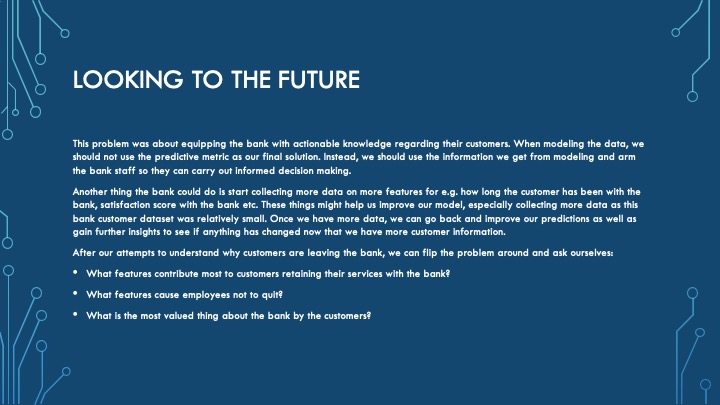 LOOKING TO THE FUTURE
This problem was about equipping the bank with actionable knowledge regarding their customers. When modeling the data, we
should not use the predictive metric as our final solution. Instead, we should use the information we get from modeling and arm
the bank staff so they can carry out informed decision making.
Another thing the bank could do is start collecting more data on more features for e.g. how long the customer has been with the
bank, satisfaction score with the bank etc. These things might help us improve our model, especially collecting more data as this
bank customer dataset was relatively small. Once we have more data, we can go back and improve our predictions as well as
gain further insights to see if anything has changed now that we have more customer information.
After our attempts to understand why customers are leaving the bank, we can flip the problem around and ask ourselves:
• What features contribute most to customers retaining their services with the bank?
• What features cause employees not to quit?
• What is the most valued thing about the bank by the customers?